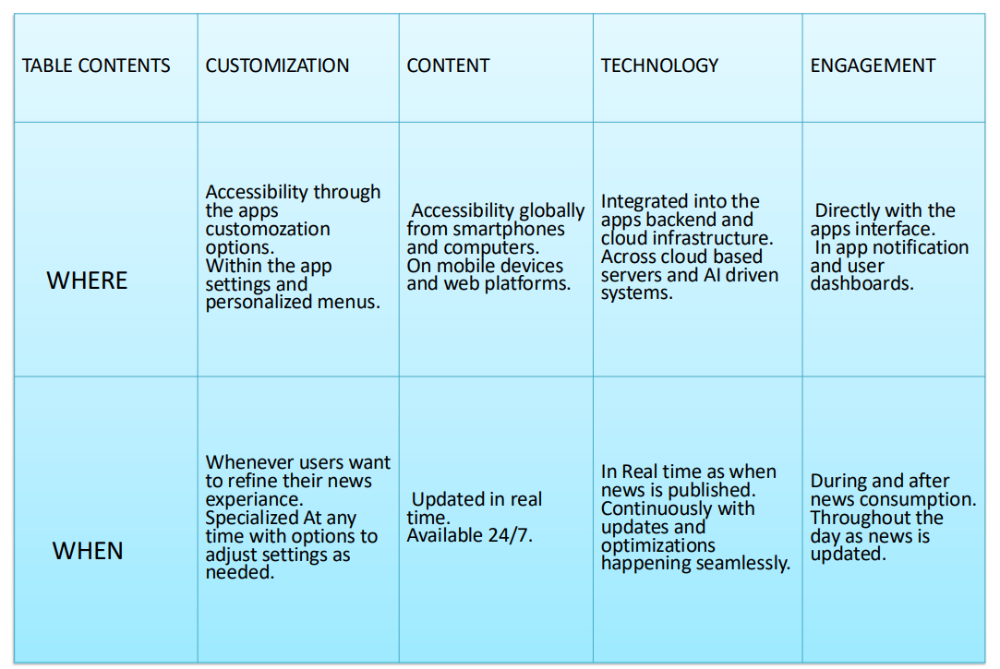 TABLE CONTENTS
CUSTOMIZATION
CONTENT
TECHNOLOGY
ENGAGEMENT
WHERE
Accessibility through
the apps
customozation
options.
Within the app
settings and
personalized menus.
Accessibility globally
from smartphones
and computers.
On mobile devices
and web platforms.
Integrated into the
apps backend and
cloud infrastructure.
Across cloud based
servers and AI driven
systems.
Directly with the
apps interface.
In app notification
and user
dashboards.
WHEN
Whenever users want
to refine their news
experiance.
Specialized At any
time with options to
adjust settings as
needed.
Updated in real
time.
Available 24/7.
In Real time as when
news is published.
Continuously with
updates and
optimizations
happening seamlessly.
During and after
news consumption.
Throughout the
day as news is
updated.